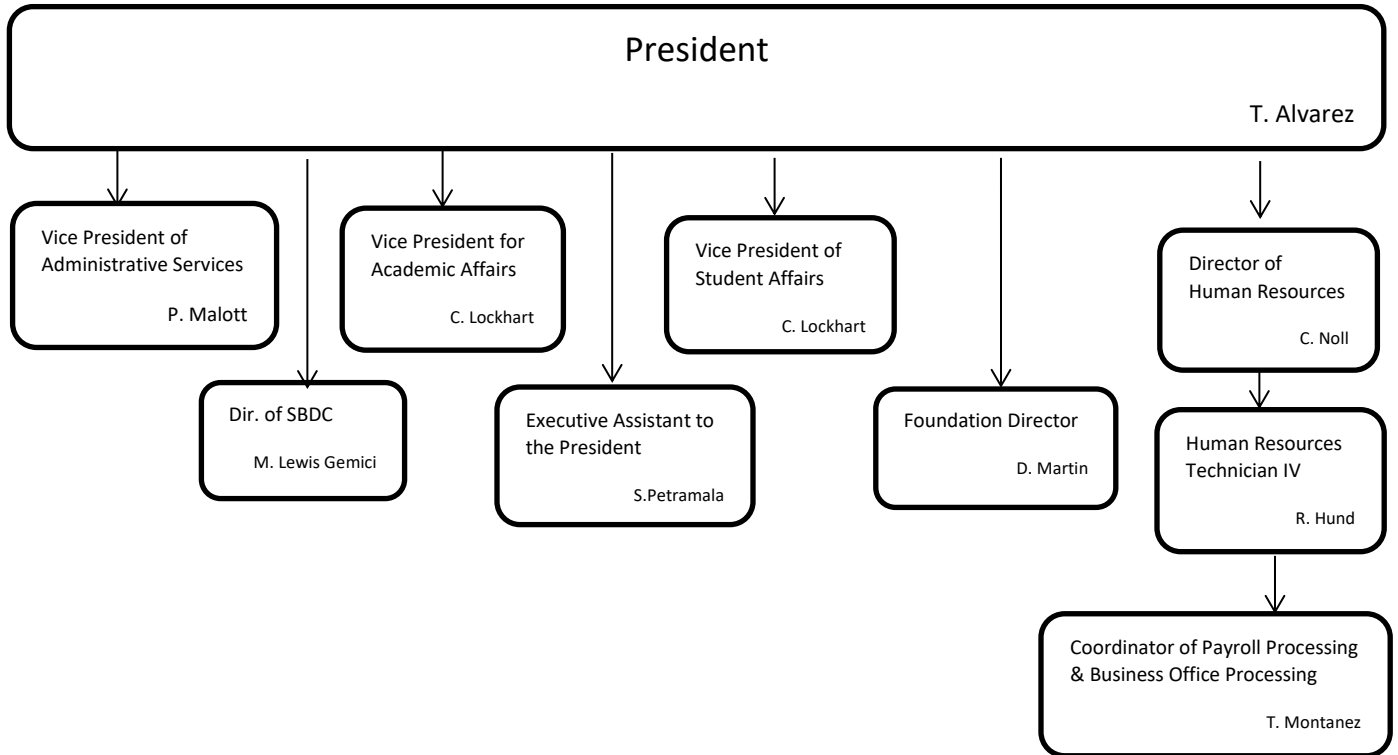 President
T. Alvarez
Vice President of
Administrative Services
P. Malott
Vice President for
Academic Affairs
C. Lockhart
Vice President of
Student Affairs
C. Lockhart
Director of
Human Resources
C. Noll
Dir. of SBDC
M. Lewis Gemici
Executive Assistant to
the President
S.Petramala
Foundation Director
D. Martin
Human Resources
Technician IV
R. Hund
Coordinator of Payroll Processing
& Business Office Processing
T. Montanez